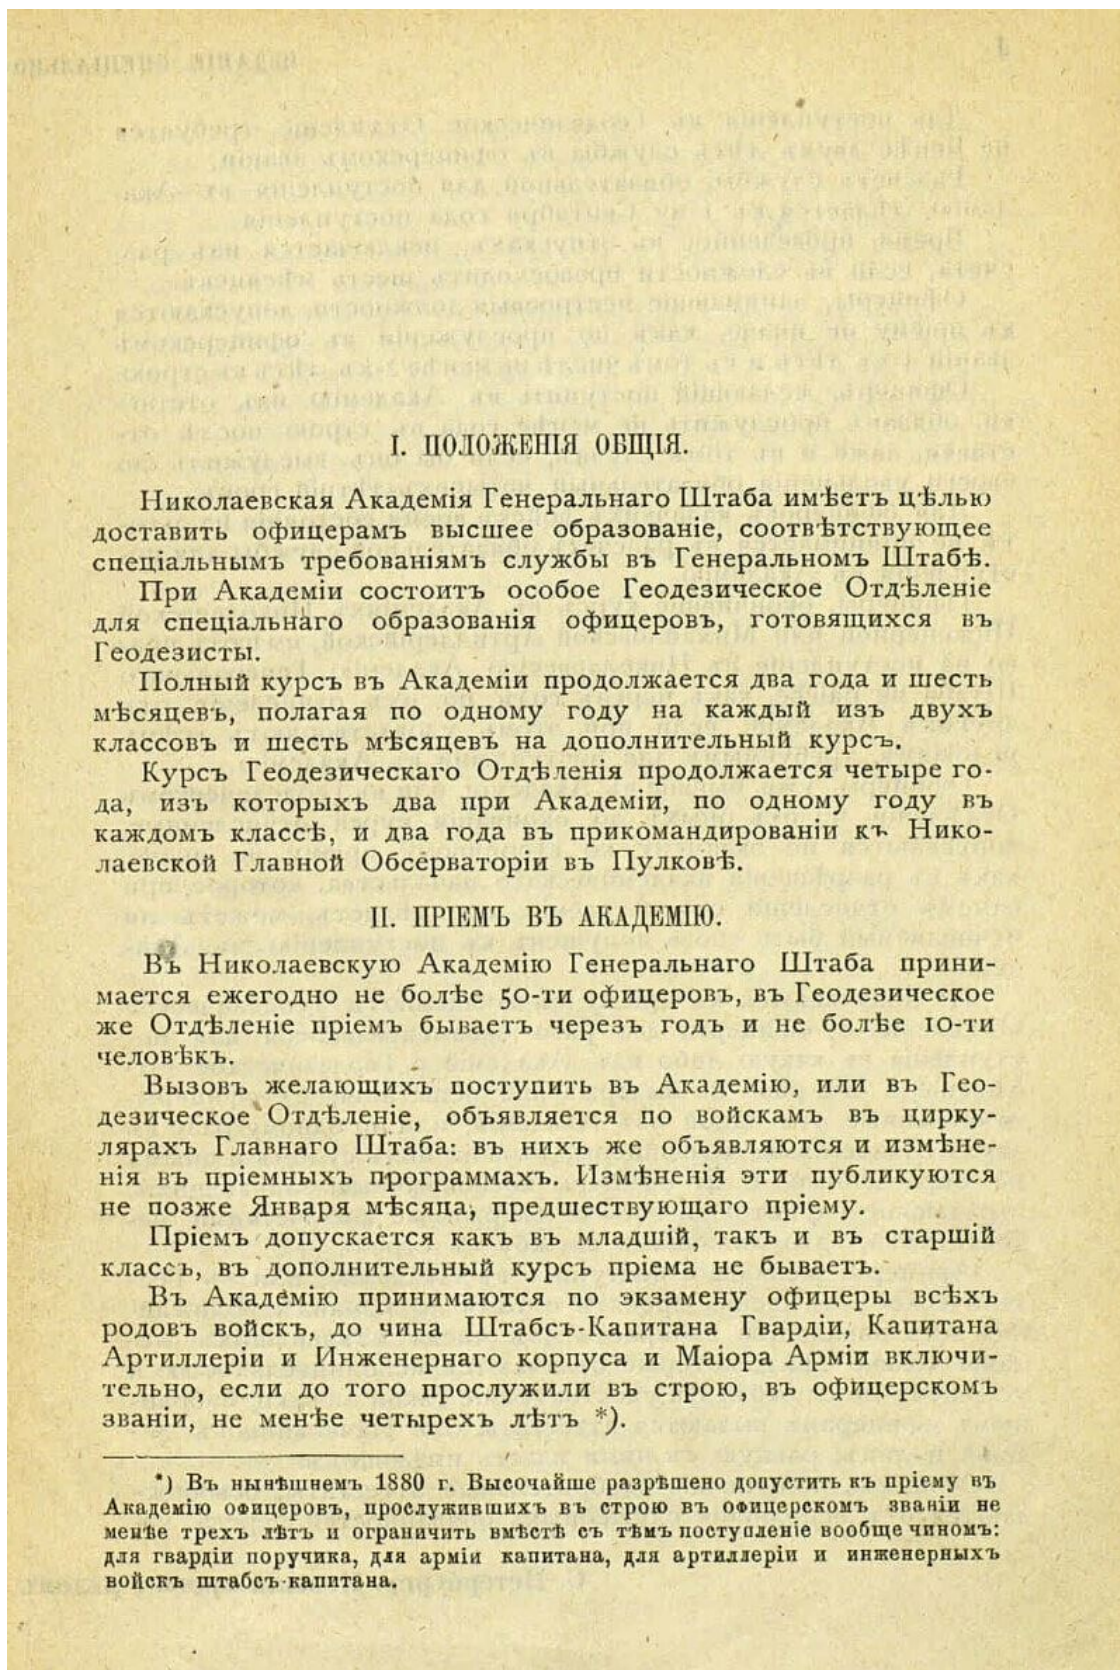 I. ПОЛОЖЕНІЯ ОБЩІЯ.
Николаевская Академія Генеральнаго Штаба имѣетъ цѣлью
доставить офицерамъ высшее образованіе, соотвѣтствующее
спеціальнымъ требованіямъ службы въ Генеральномъ Штабѣ.
При Академіи состоитъ особое Геодезическое Отдѣленіе
для спеціальнаго образованія офицеровъ, готовящихся въ
Геодезисты.
Полный курсъ въ Академіи продолжается два года и шесть
мѣсяцевъ, полагая по одному году на каждый изъ двухъ
классовъ и шесть мѣсяцевъ на дополнительный курсъ.
Курсъ Геодезическаго Отдѣленія продолжается четыре го-
да, изъ которыхъ два при Академіи, по одному году въ
каждомъ классѣ, и два года въ прикомандированіи къ Нико-
лаевской Главной Обсерваторіи въ Пулковѣ.
II. ПРІЕМЪ ВЪ АКАДЕМІЮ.
Въ Николаевскую Академію Генеральнаго Штаба прини-
мается ежегодно не болѣе 50-ти офицеровъ, въ Геодезическое
же Отдѣленіе пріемъ бываетъ черезъ годъ и не болѣе 10-ти
человѣкъ.
Вызовъ желающихъ поступить въ Академію, или въ Гео-
дезическое Отдѣленіе, объявляется по войскамъ въ цирку-
лярахъ Главнаго Штаба: въ нихъ же объявляются и измѣне-
нія въ пріемныхъ программахъ. Измѣненія эти публикуются
не позже Января мѣсяца, предшествующаго пріему.
Пріемъ допускается какъ въ младшій, такъ и въ старшій
классъ, въ дополнительный курсъ пріема не бываетъ.
Въ Академію принимаются по экзамену офицеры всѣхъ
родовъ войскъ, до чина Штабсъ-Капитана Гвардіи, Капитана
Артиллеріи и Инженернаго корпуса и Маіора Арміи включи-
тельно, если до того прослужили въ строю, въ офицерскомъ
званіи, не менѣе четырехъ лѣтъ *).
*) Въ нынѣшнемъ 1880 г. Высочайше разрѣшено допустить къ пріему въ
Академію офицеровъ, прослужившихъ въ строю въ офицерскомъ званіи не
менѣе трехъ лѣтъ и ограничить вмѣстѣ съ тѣмъ поступленіе вообще чиномъ:
для гвардіи поручика, для арміи капитана, для артиллеріи и инженерныхъ
войскъ штабсъ-капитана.